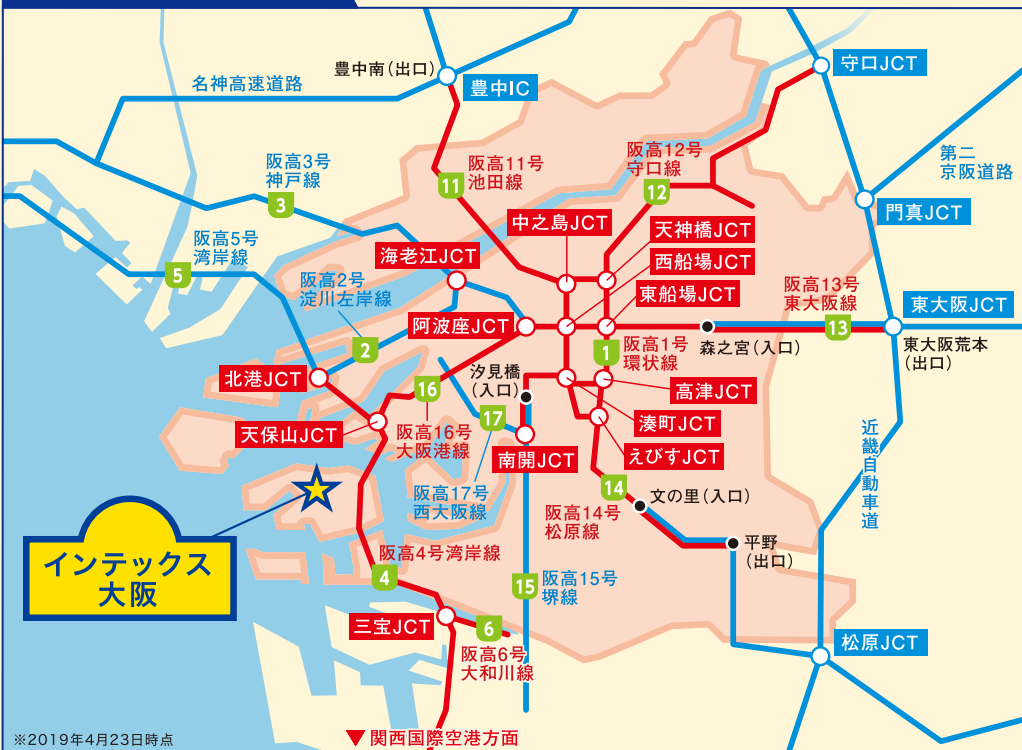 豊中南(出口)
豊中IC
名神高速道路
守口JCT
阪高3号
神戸線
3
阪高11号
池田線
11
阪高12号
守口線
12
第二
京阪道路
門真JCT
中之島JCT
天神橋JCT
西船場JCT
東船場JCT
阪高5号
湾岸線
5
海老江JCT
阪高2号
淀川左岸線
2
阪高13号
東大阪線
13
東大阪JCT
東大阪荒本
(出口)
阿波座JCT
森之宮(入口)
1
阪高1号
環状線
北港JCT
汐見橋
(入口)
16
高津JCT
天保山JCT
阪高16号
大阪港線
17
湊町JCT
南開JCT
えびすJCT
近畿自動車道
阪高17号
西大阪線
14
文の里(入口)
阪高14号
松原線
平野
(出口)
インテックス
大阪
阪高4号湾岸線
4
15
阪高15号
堺線
三宝JCT
6
阪高6号
大和川線
松原JCT
※2019年4月23日時点
▼関西国際空港方面